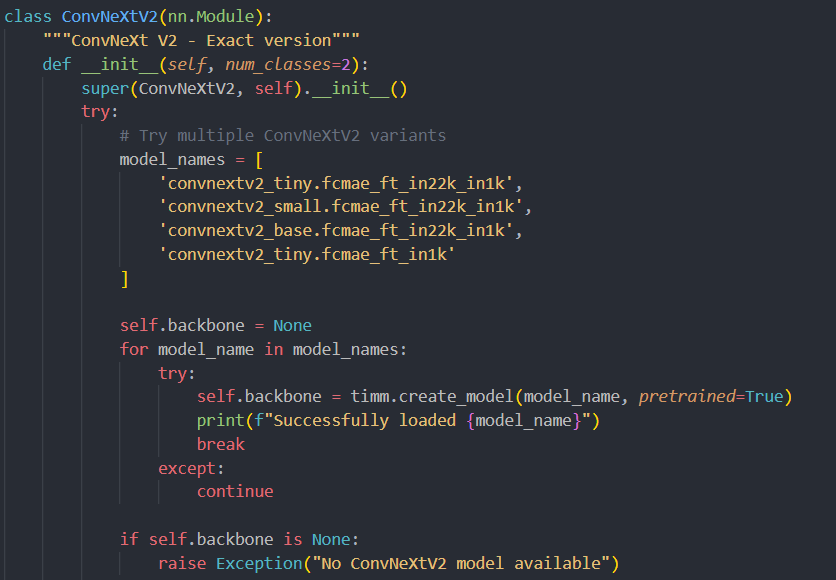 class ConvNeXtV2(nn.Module):
    """ConvNeXt V2 - Exact version"""
    def __init__(self, num_classes=2):
        super(ConvNeXtV2, self).__init__()
        try:
            # Try multiple ConvNeXtV2 variants
            model_names = [
                'convnextv2_tiny.fcmae_ft_in22k_in1k',
                'convnextv2_small.fcmae_ft_in22k_in1k',
                'convnextv2_base.fcmae_ft_in22k_in1k',
                'convnextv2_tiny.fcmae_ft_in1k'
            ]

            self.backbone = None
            for model_name in model_names:
                try:
                    self.backbone = timm.create_model(model_name, pretrained=True)
                    print(f"Successfully loaded {model_name}")
                    break
                except:
                    continue

            if self.backbone is None:
                raise Exception("No ConvNeXtV2 model available")